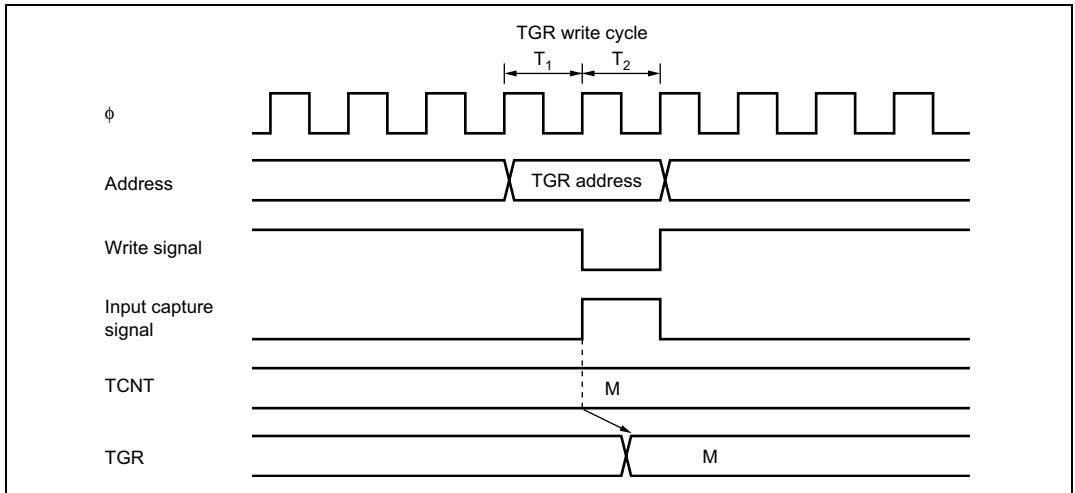 TGR write cycle
T1 T2
ϕ
Address
TGR address
Write signal
Input capture
signal
TCNT
M
TGR
M